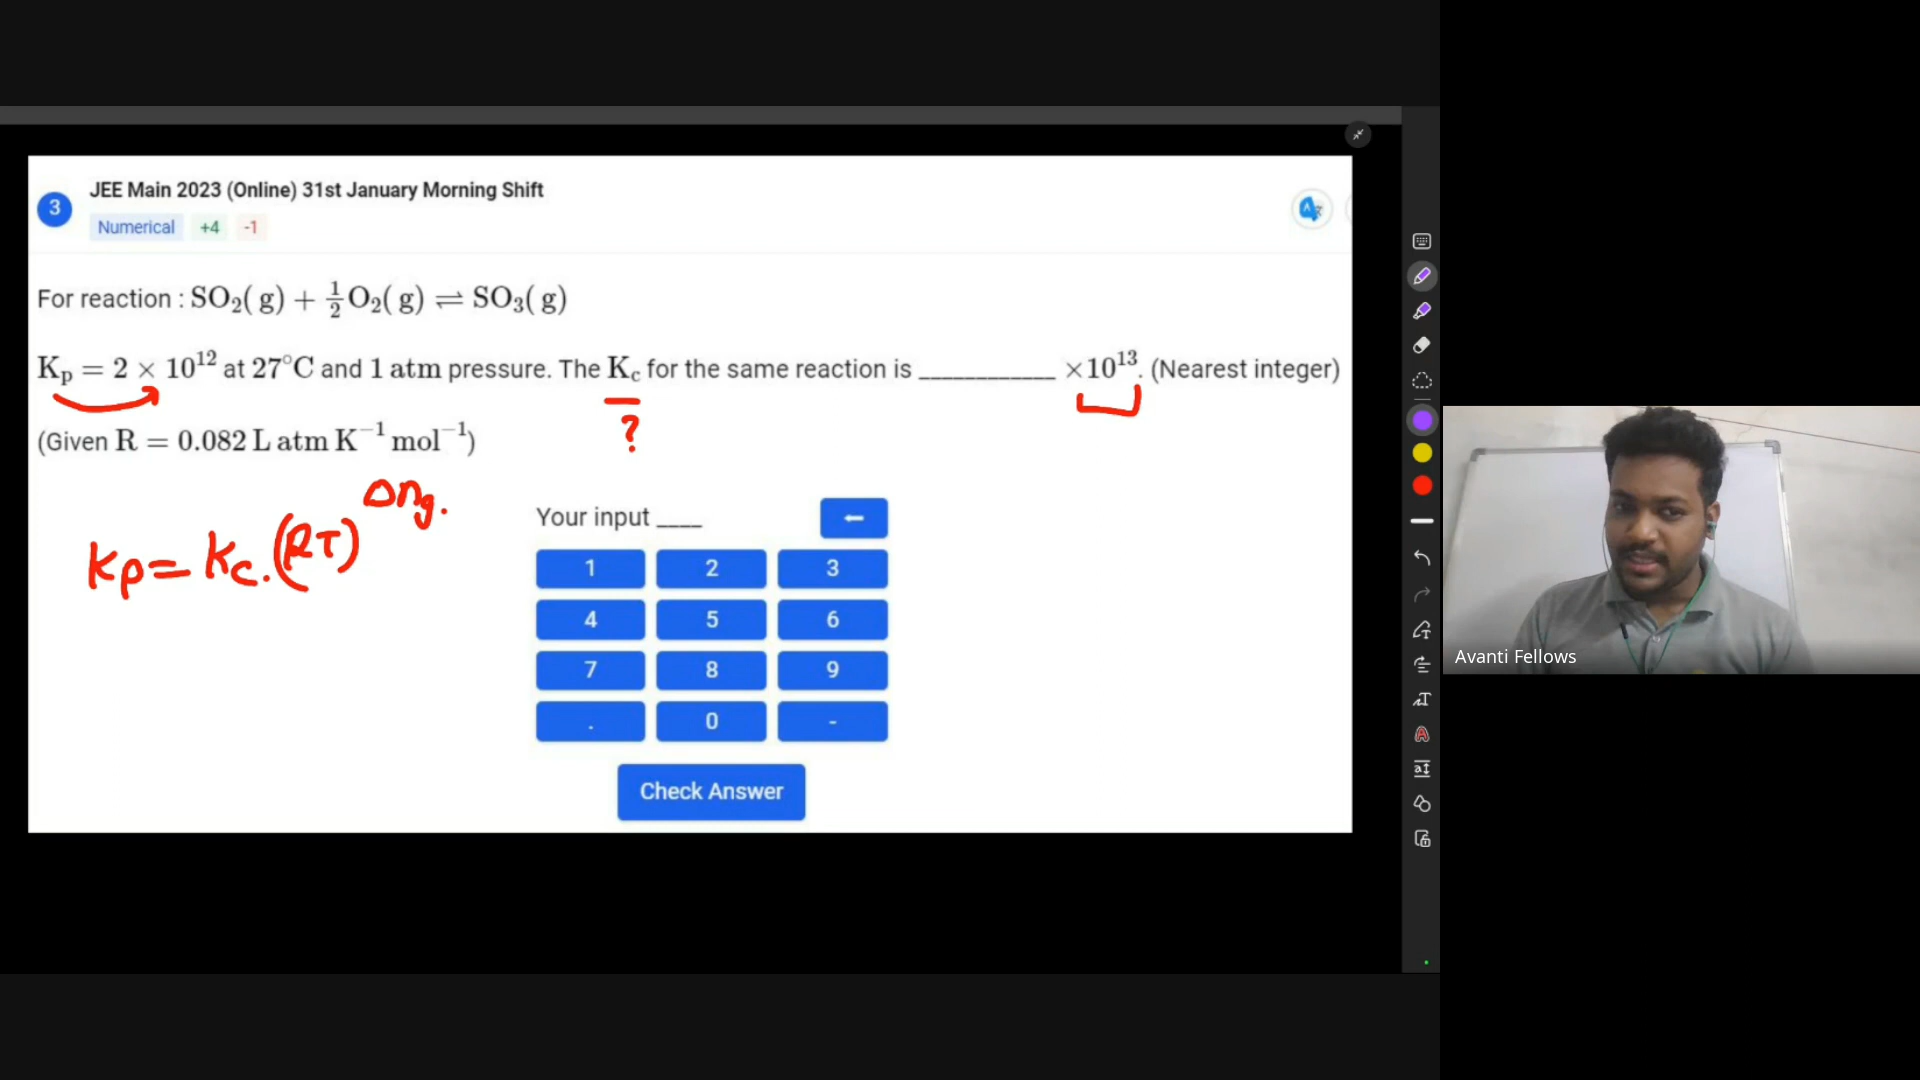 3
JEE Main 2023 (Online) 31st January Morning Shift
Numerical +4 -1
For reaction : SO₂(g) + ½O₂(g) ⇌ SO₃(g)
Kₚ = 2 × 10¹² at 27°C and 1 atm pressure. The K꜀ for the same reaction is ____________ ×10¹³. (Nearest integer)
?
(Given R = 0.082 L atm K⁻¹ mol⁻¹)
Kp = Kc.(RT)^Δng.
Your input ____
1 2 3
4 5 6
7 8 9
. 0 -
Check Answer
Avanti Fellows